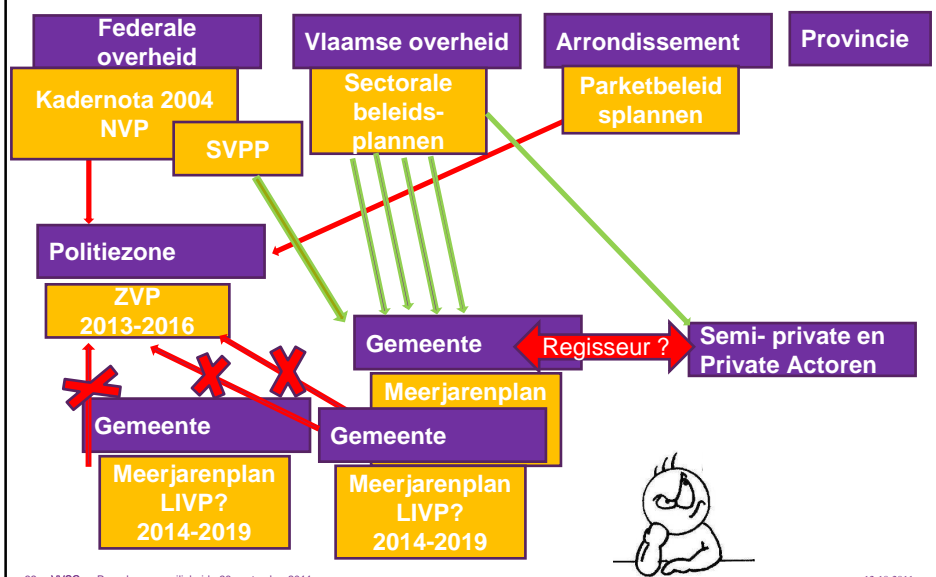 Federale
overheid
Vlaamse overheid
Arrondissement
Provincie
Kadernota 2004
NVP
SVPP
Sectorale
beleids-
plannen
Parketbeleid
splannen
Politiezone
ZVP
2013-2016
Gemeente
Regisseur ?
Semi- private en
Private Actoren
Meerjarenplan
Gemeente
Gemeente
Meerjarenplan
LIVP?
2014-2019
Meerjarenplan
LIVP?
2014-2019